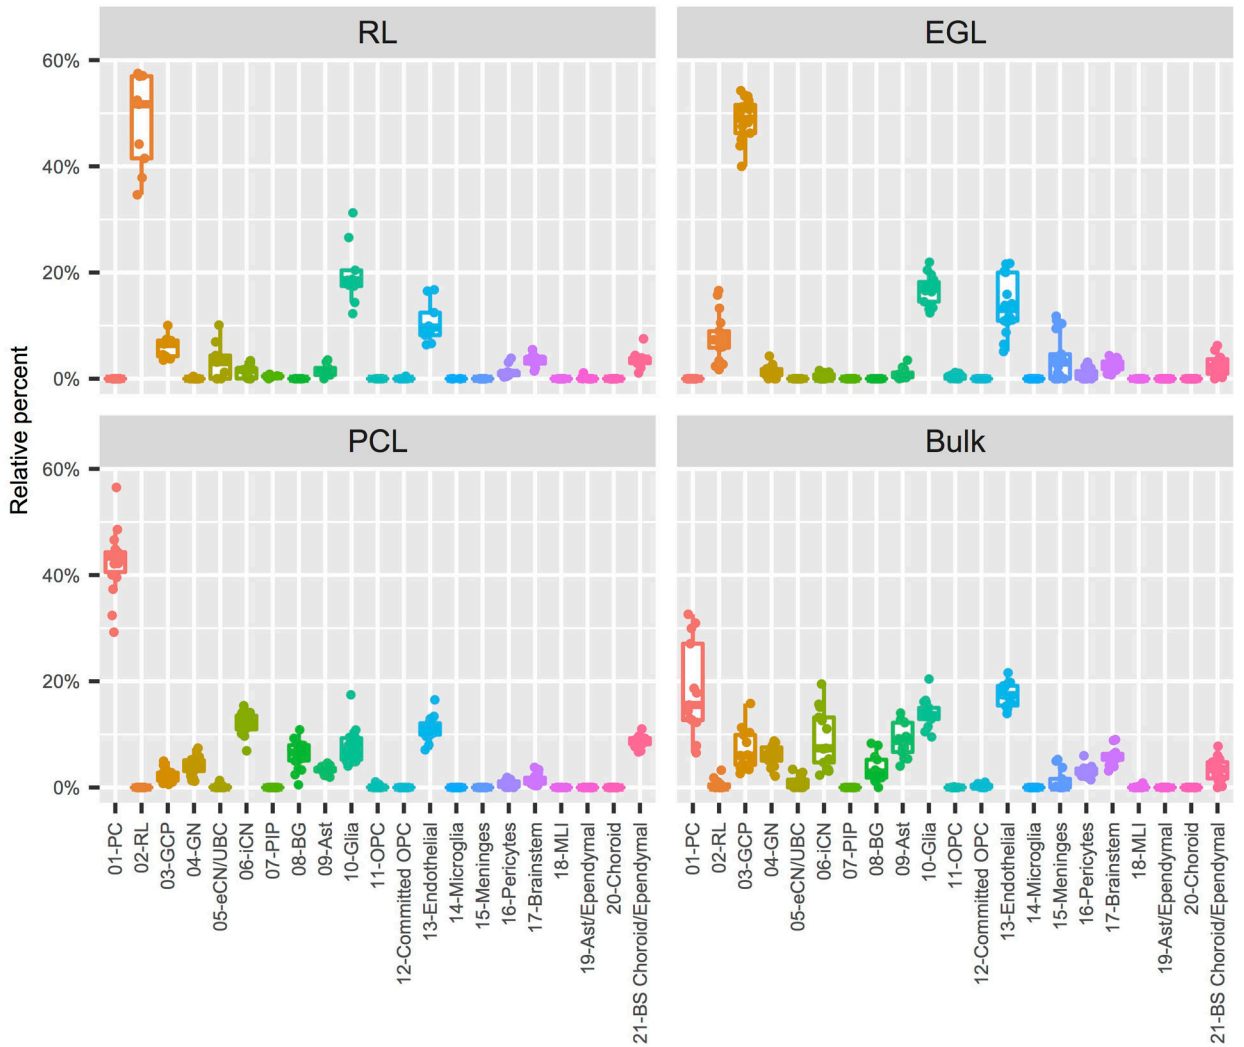 RL
EGL
60%
40%
20%
0%
PCL
Bulk
60%
40%
20%
0%
Relative percent
01-PC
02-RL
03-GCP
04-GN
05-eCN/UBC
06-iCN
07-PIP
08-BG
09-Ast
10-Glia
11-OPC
12-Committed OPC
13-Endothelial
14-Microglia
15-Meninges
16-Pericytes
17-Brainstem
18-MLI
19-Ast/Ependymal
20-Choroid
21-BS Choroid/Ependymal
01-PC
02-RL
03-GCP
04-GN
05-eCN/UBC
06-iCN
07-PIP
08-BG
09-Ast
10-Glia
11-OPC
12-Committed OPC
13-Endothelial
14-Microglia
15-Meninges
16-Pericytes
17-Brainstem
18-MLI
19-Ast/Ependymal
20-Choroid
21-BS Choroid/Ependymal